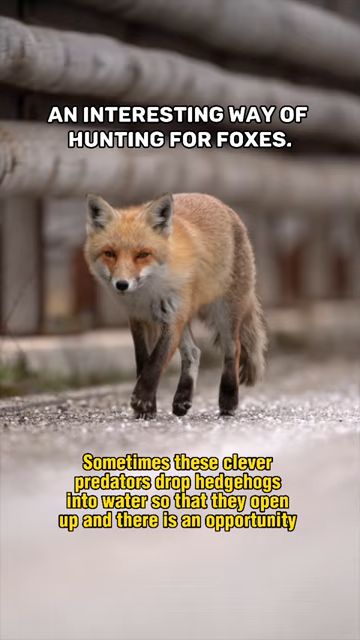 AN INTERESTING WAY OF
HUNTING FOR FOXES.
Sometimes these clever
predators drop hedgehogs
into water so that they open
up and there is an opportunity